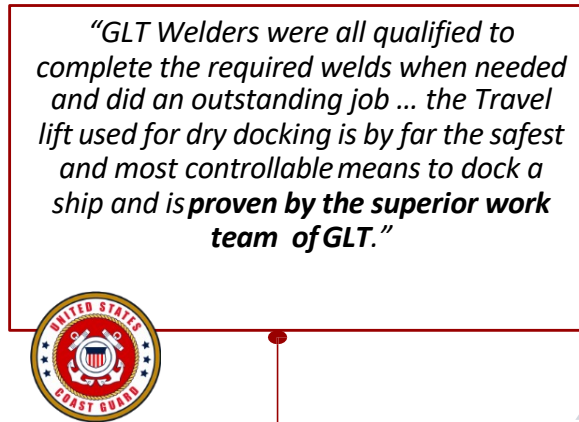 “GLT Welders were all qualified to
complete the required welds when needed
and did an outstanding job … the Travel
lift used for dry docking is by far the safest
and most controllable means to dock a
ship and is proven by the superior work
team of GLT.”
UNITED STATES
COAST GUARD